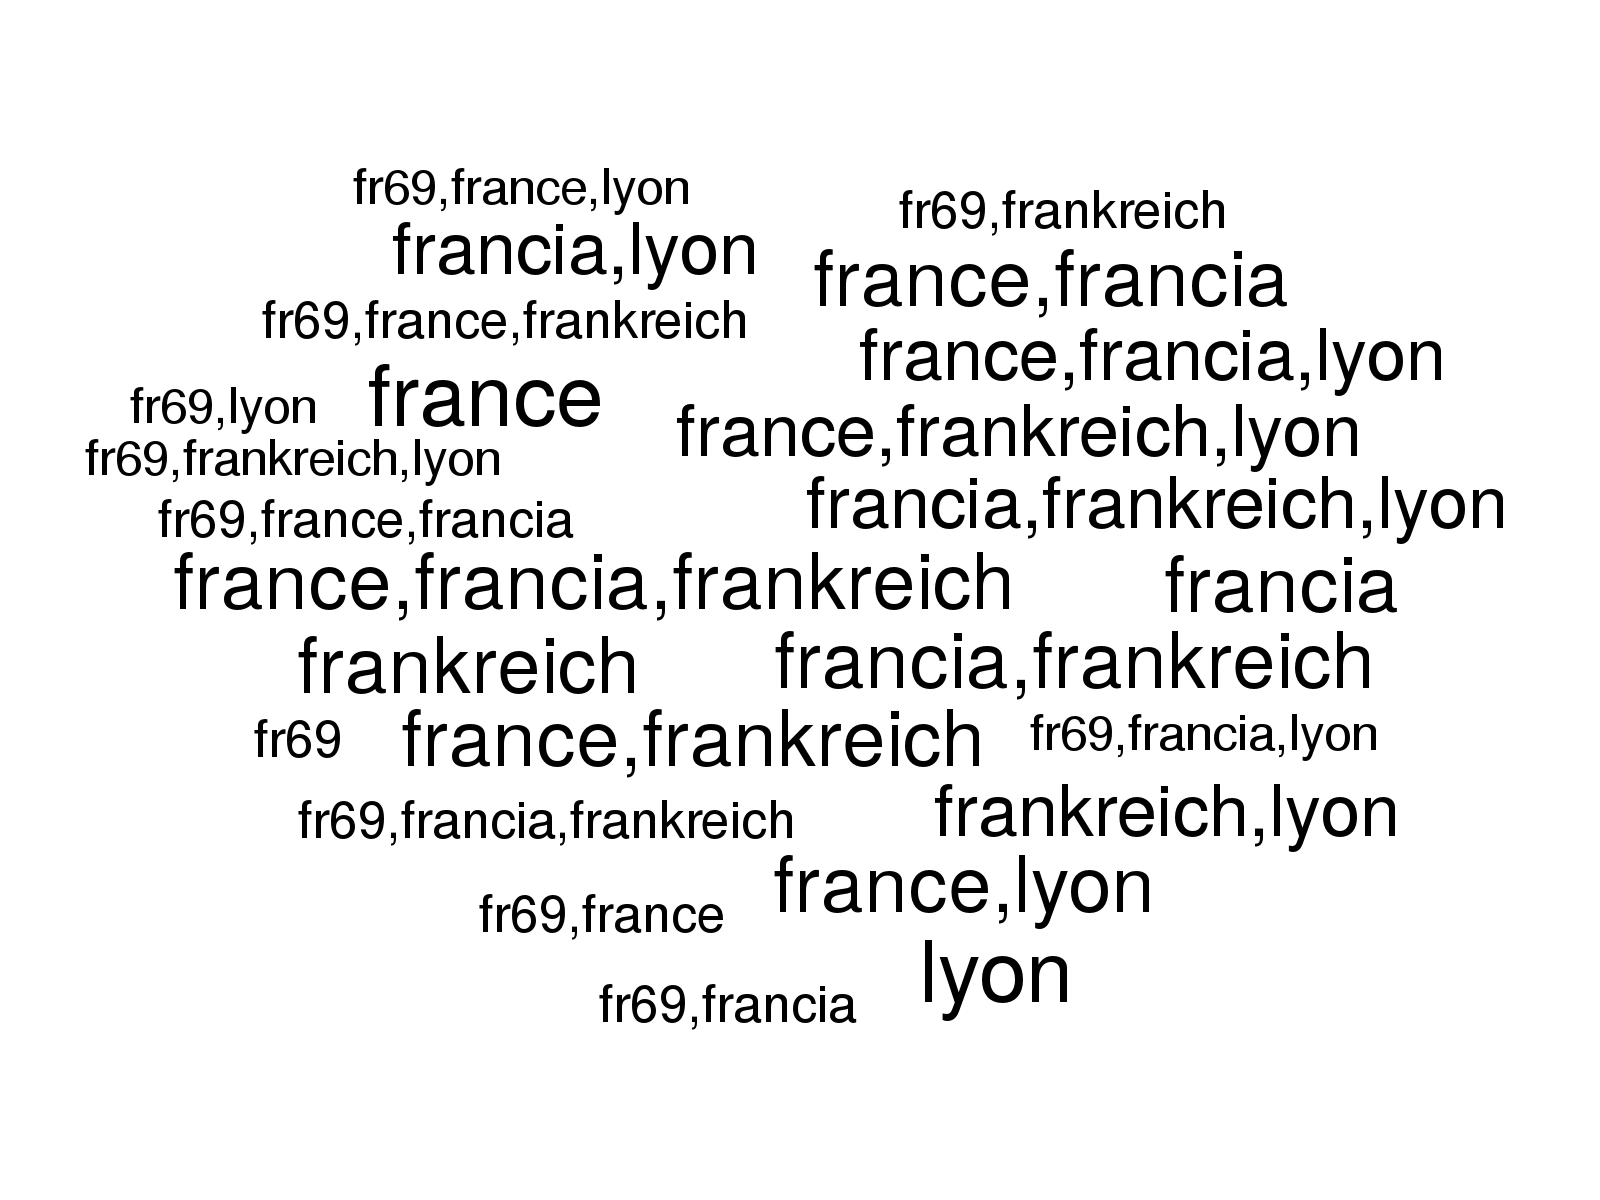 fr69,france,lyon
fr69,frankreich
francia,lyon
france,francia
fr69,france,frankreich
france,francia,lyon
france
fr69,lyon
france,frankreich,lyon
fr69,frankreich,lyon
francia,frankreich,lyon
fr69,france,francia
france,francia,frankreich
francia
frankreich
francia,frankreich
fr69
france,frankreich
fr69,francia,lyon
fr69,francia,frankreich
frankreich,lyon
france,lyon
fr69,france
lyon
fr69,francia